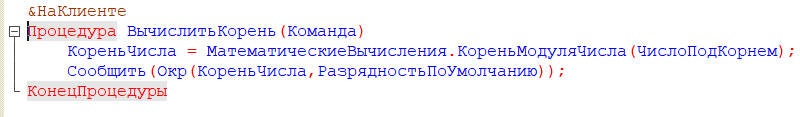 &НаКлиенте
Процедура ВычислитьКорень(Команда)
КореньЧисла = МатематическиеВычисления.КореньМодуляЧисла(ЧислоПодКорнем);
Сообщить(Окр(КореньЧисла,РазрядностьПоУмолчанию));
КонецПроцедуры